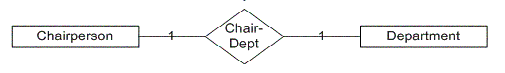 Chairperson
1
Chair-
Dept
1
Department